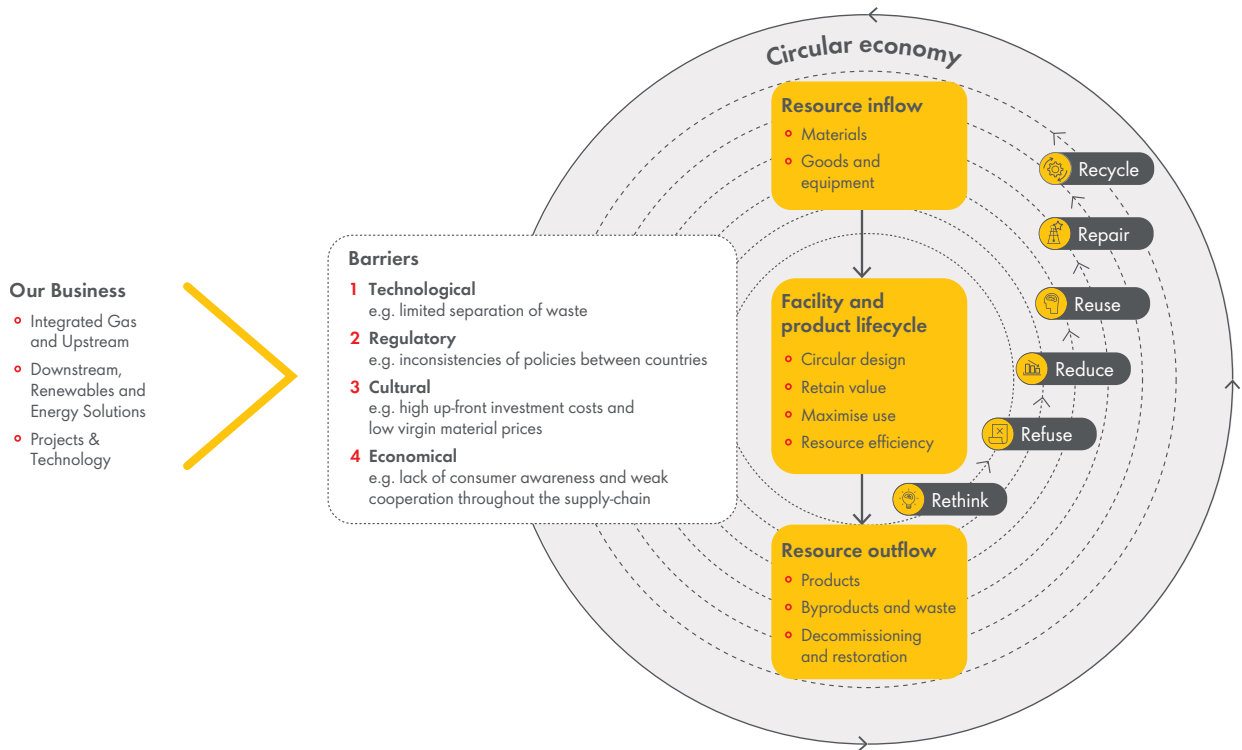 Circular economy
Our Business
Integrated Gas
and Upstream
Downstream,
Renewables and
Energy Solutions
Projects &
Technology
Barriers
1 Technological
e.g. limited separation of waste
2 Regulatory
e.g. inconsistencies of policies between countries
3 Cultural
e.g. high up-front investment costs and
low virgin material prices
4 Economical
e.g. lack of consumer awareness and weak
cooperation throughout the supply-chain
Resource inflow
Materials
Goods and
equipment
Facility and
product lifecycle
Circular design
Retain value
Maximise use
Resource efficiency
Resource outflow
Products
Byproducts and waste
Decommissioning
and restoration
Recycle
Repair
Reuse
Reduce
Refuse
Rethink